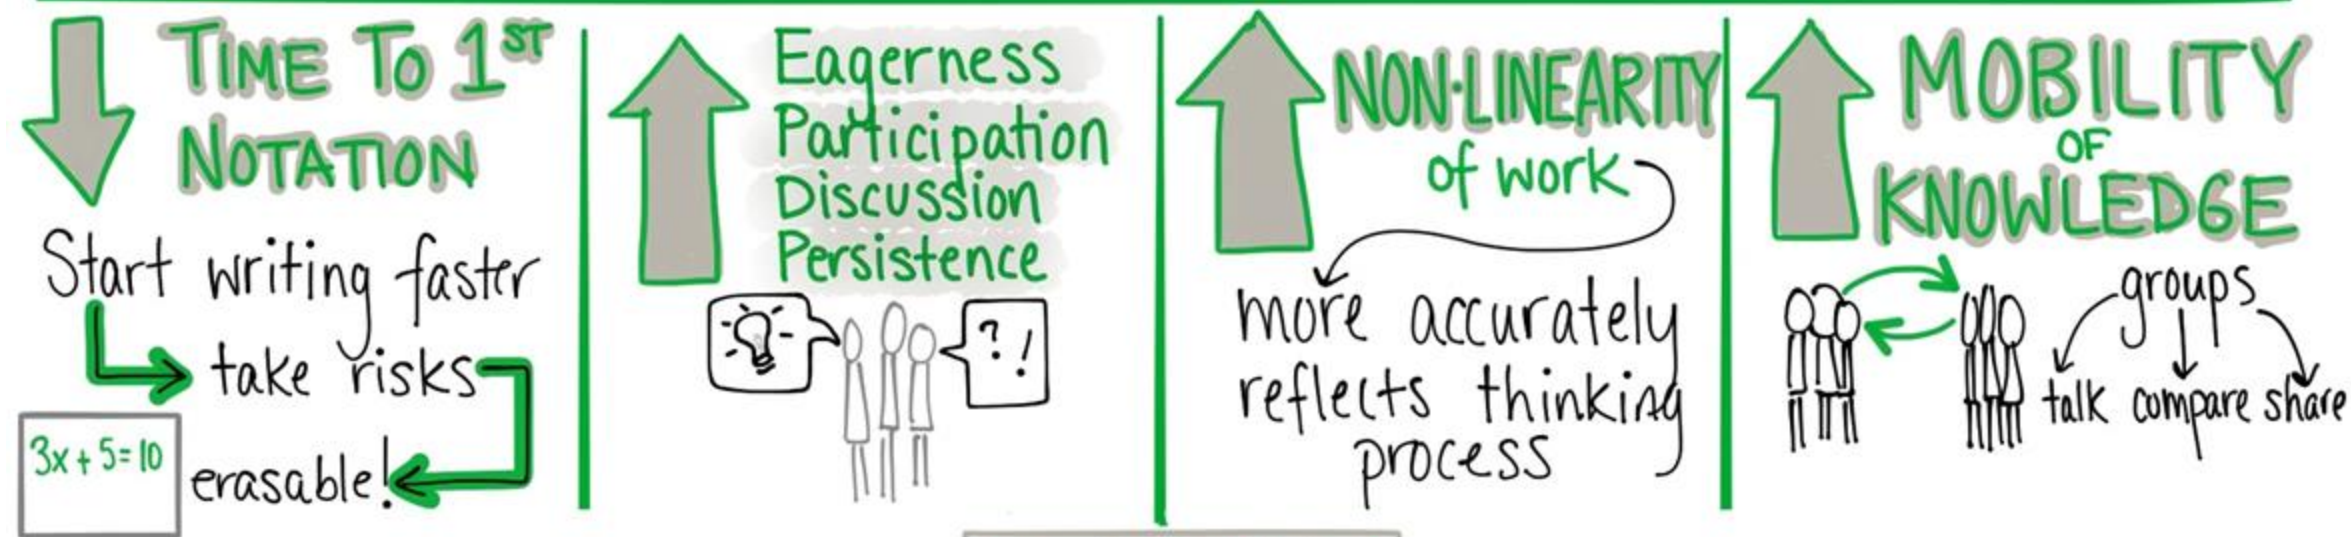 TIME TO 1ST
NOTATION
Start writing faster
take risks
3x + 5 = 10
erasable!
Eagerness
Participation
Discussion
Persistence
? !
NON-LINEARITY
of work
more accurately
reflects thinking
process
MOBILITY
OF
KNOWLEDGE
groups
talk compare share